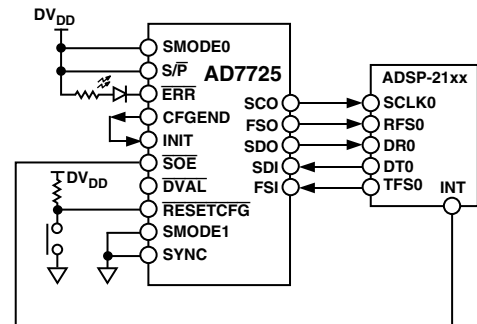 DVDD
SMODE0
S/P
ERR
CFGEND
INIT
SOE
DVDD
DVAL
RESETCFG
SMODE1
SYNC
AD7725
SCO
FSO
SDO
SDI
FSI
ADSP-21xx
SCLK0
RFS0
DR0
DT0
TFS0
INT